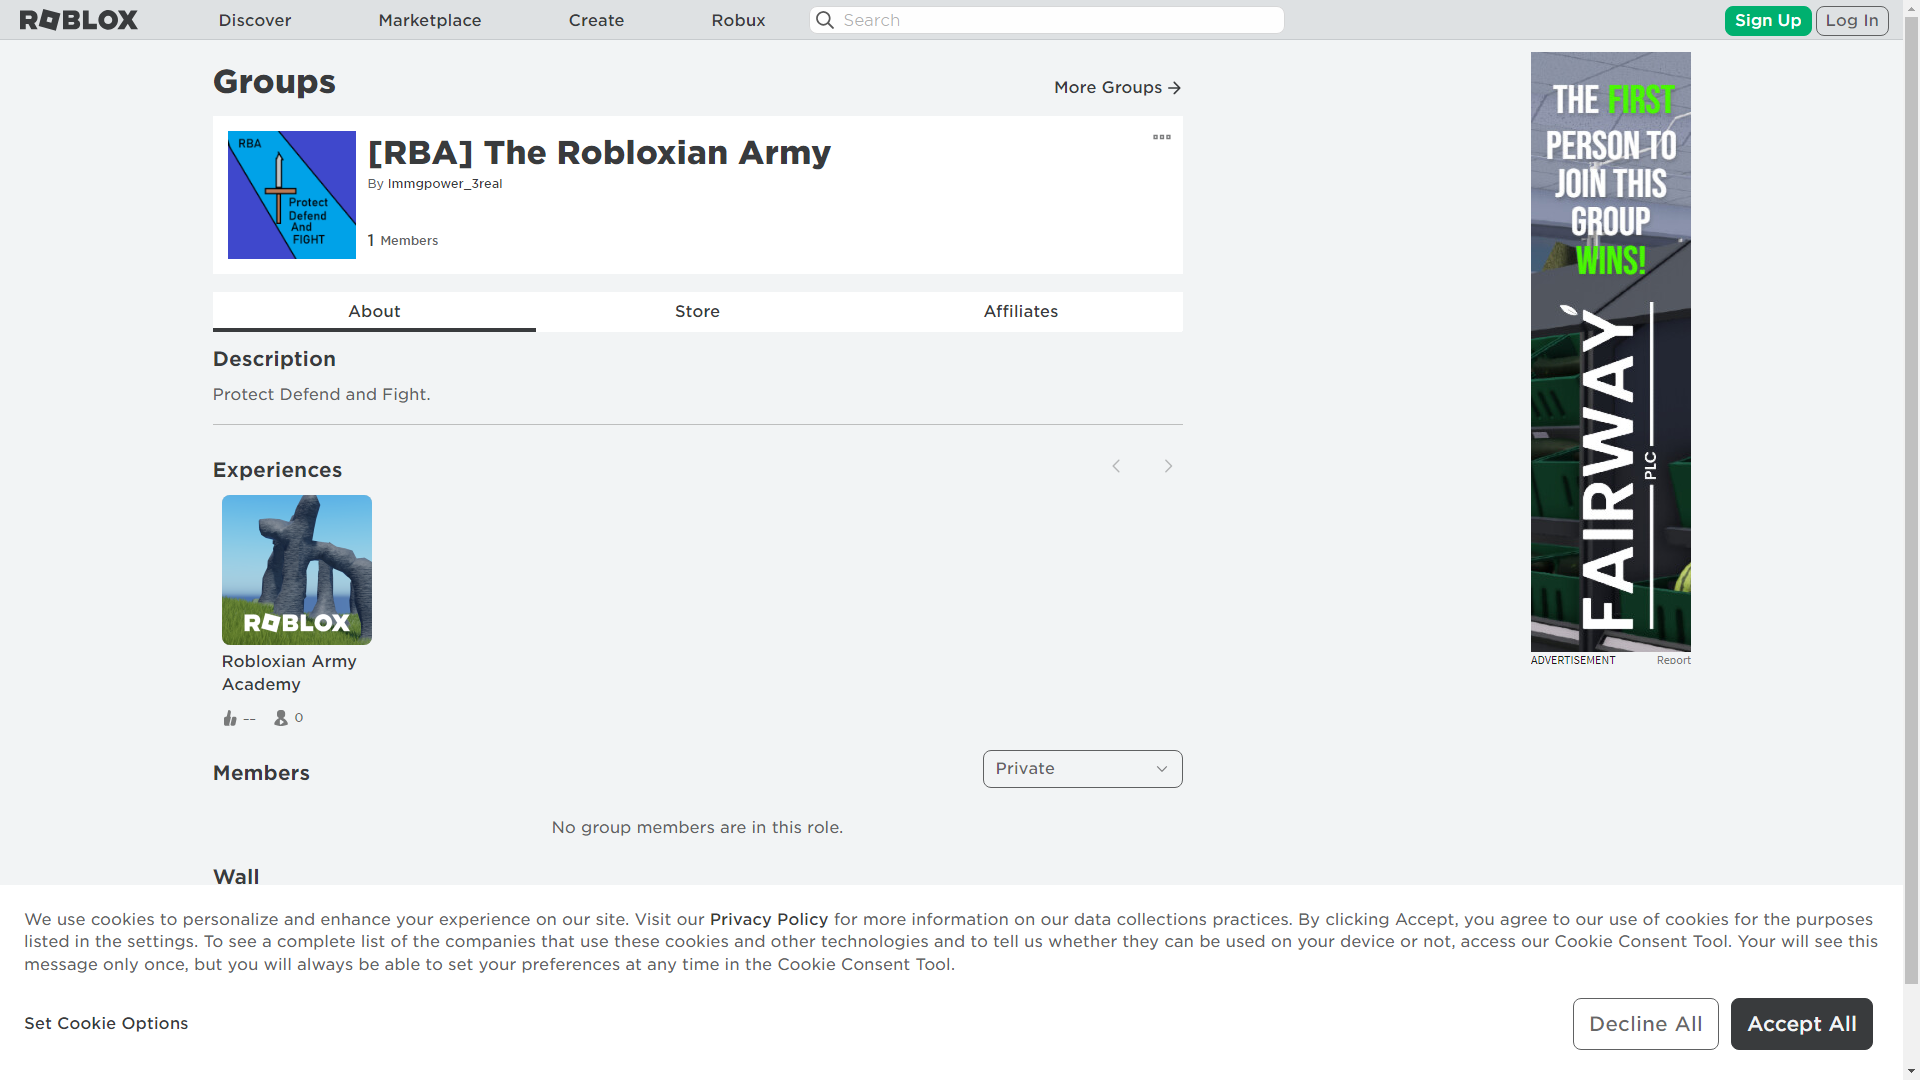 ROBLOX
Discover
Marketplace
Create
Robux
Search
Sign Up
Log In
Groups
More Groups
RBA
Protect
Defend
And
FIGHT
[RBA] The Robloxian Army
By Immgpower_3real
1 Members
About
Store
Affiliates
Description
Protect Defend and Fight.
Experiences
ROBLOX
Robloxian Army
Academy
--
0
Members
Private
No group members are in this role.
Wall
THE FIRST
PERSON TO
JOIN THIS
GROUP
WINS!
FAIRWAY
PLC
ADVERTISEMENT
Report
We use cookies to personalize and enhance your experience on our site. Visit our Privacy Policy for more information on our data collections practices. By clicking Accept, you agree to our use of cookies for the purposes
listed in the settings. To see a complete list of the companies that use these cookies and other technologies and to tell us whether they can be used on your device or not, access our Cookie Consent Tool. Your will see this
message only once, but you will always be able to set your preferences at any time in the Cookie Consent Tool.
Set Cookie Options
Decline All
Accept All